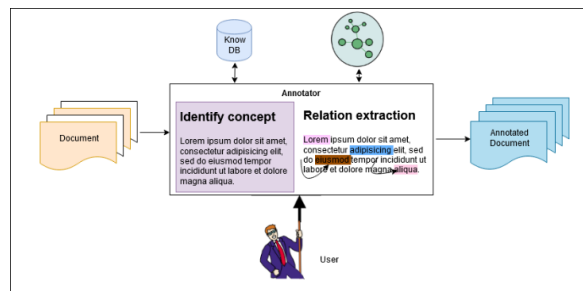 Know
DB
Annotator
Document
Identify concept
Lorem ipsum dolor sit amet,
consectetur adipisicing elit,
sed do eiusmod tempor
incididunt ut labore et dolore
magna aliqua.
Relation extraction
Lorem ipsum dolor sit amet,
consectetur adipisicing elit, sed
do eiusmod tempor incididunt ut
labore et dolore magna aliqua.
Annotated
Document
User